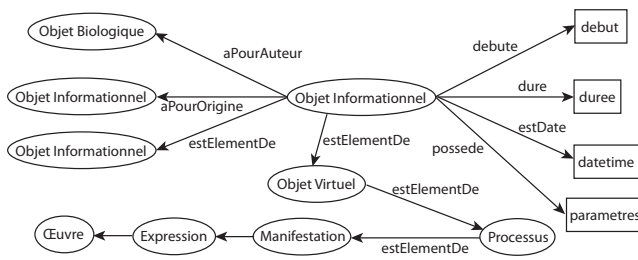 Objet Biologique
debut
debute
aPourAuteur
dure
Objet Informationnel
aPourOrigine
Objet Informationnel
duree
estDate
Objet Informationnel
estElementDe
estElementDe
possede
datetime
Objet Virtuel
estElementDe
parametres
Œuvre
Expression
Manifestation
estElementDe
Processus